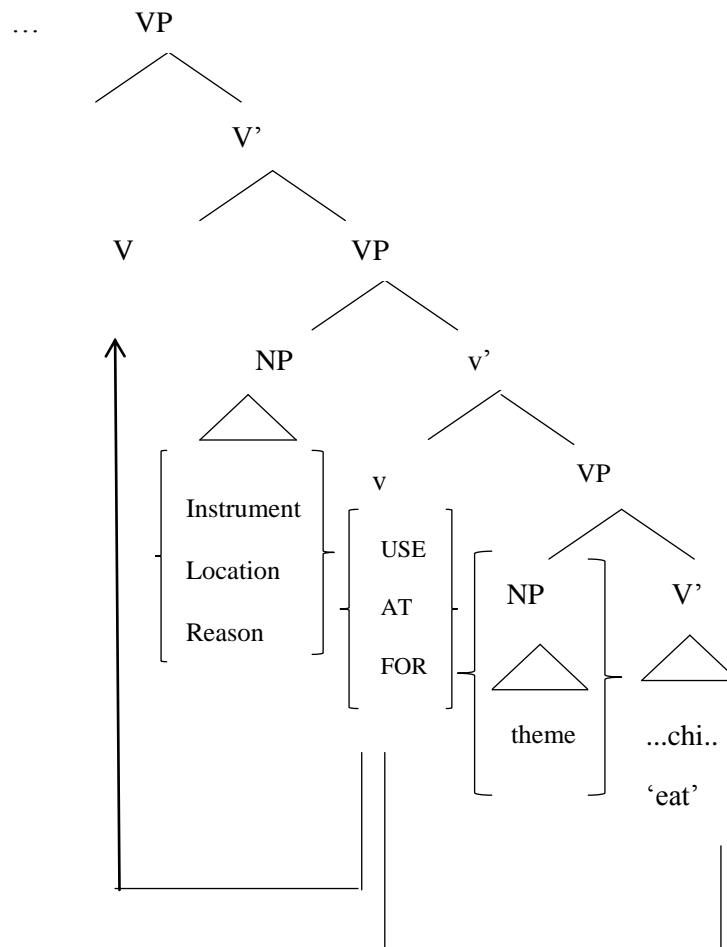 … VP
V’
V VP
NP v’
v VP
Instrument
USE
Location
NP V’
AT
Reason
FOR
theme ...chi..
‘eat’